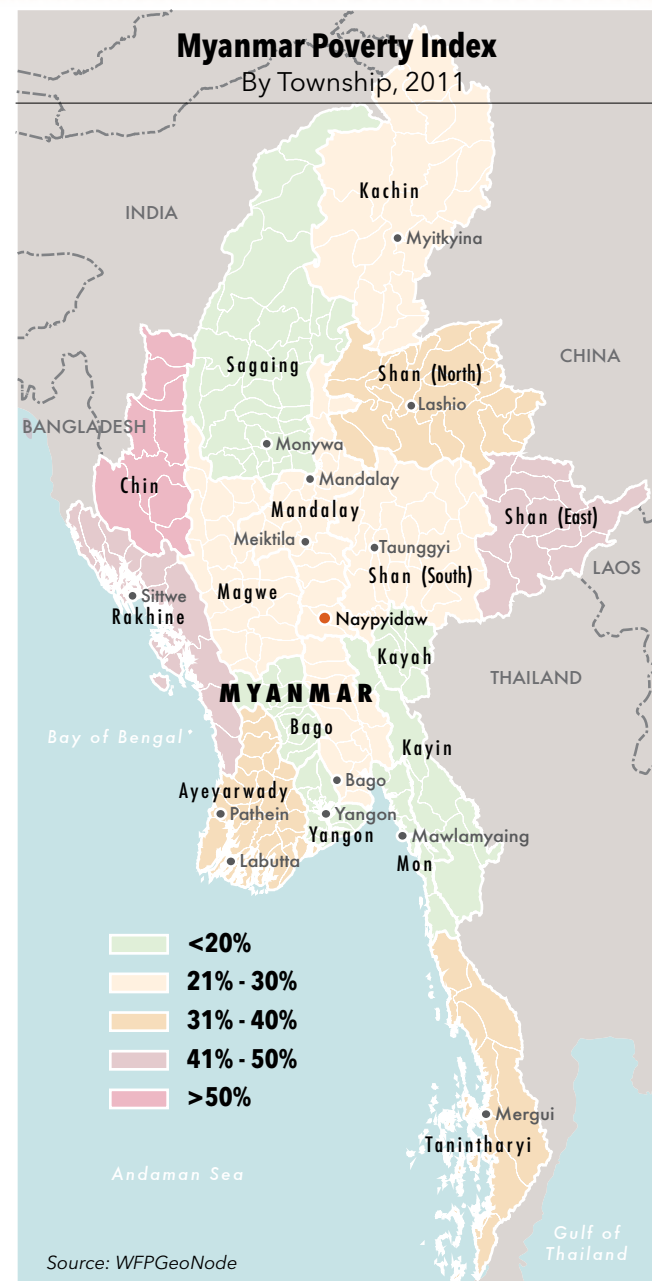 Myanmar Poverty Index
By Township, 2011
Kachin
INDIA
Myitkyina
CHINA
Sagaing
Shan (North)
Lashio
BANGLADESH
Monywa
Mandalay
Chin
Mandalay
Shan (East)
Meiktila
Taunggyi
LAOS
Shan (South)
Magwe
Sittwe
Rakhine
Naypyidaw
Kayah
THAILAND
MYANMAR
Bago
Bay of Bengal*
Kayin
Bago
Ayeyarwady
Pathein
Yangon
Yangon
Mawlamyaing
Labutta
Mon
<20%
21% - 30%
31% - 40%
41% - 50%
>50%
Mergui
Tanintharyi
Andaman Sea
Gulf of
Thailand
Source: WFPGeoNode